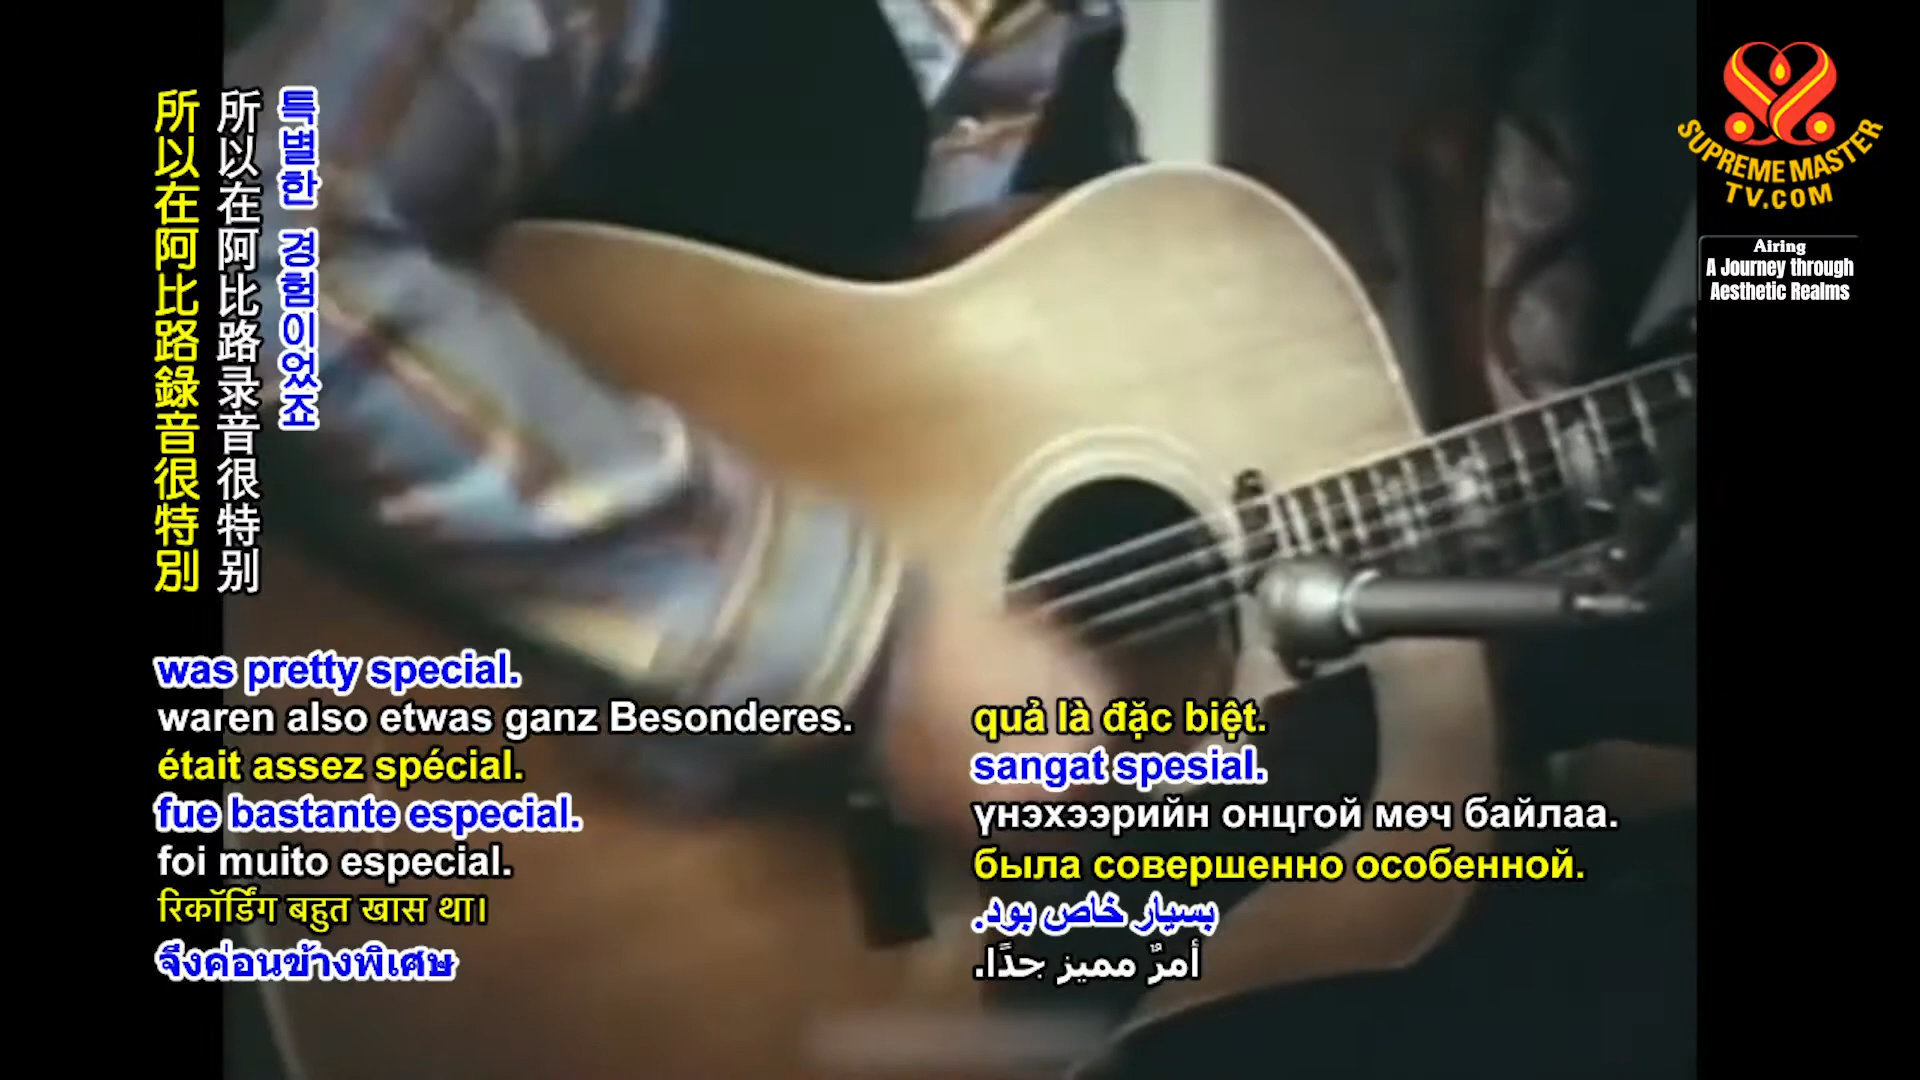 所以在阿比路錄音很特別
所以在阿比路录音很特别
특별한 경험이었죠
was pretty special.
waren also etwas ganz Besonderes.
était assez spécial.
fue bastante especial.
foi muito especial.
रिकॉर्डिंग बहुत खास था।
จึงค่อนข้างพิเศษ
quả là đặc biệt.
sangat spesial.
үнэхээрийн онцгой мөч байлаа.
была совершенно особенной.
بسیار خاص بود.
أمرٌ مميز جدًا.
SUPREME MASTER
TV.COM
Airing
A Journey through
Aesthetic Realms